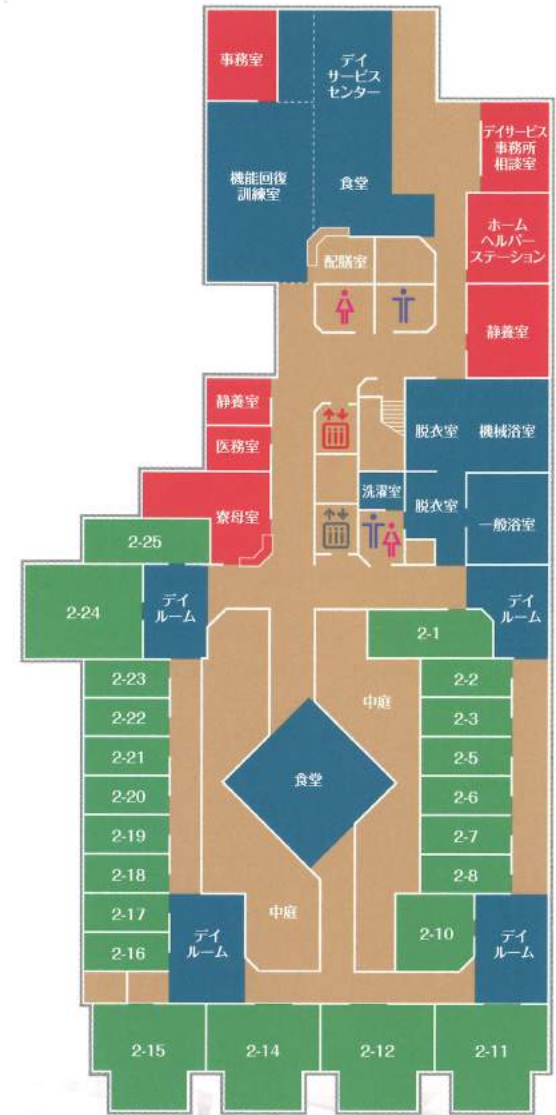 事務室
デイ
サービス
センター
デイサービス
事務所
相談室
機能回復
訓練室
食堂
ホーム
ヘルパー
ステーション
配膳室
静養室
静養室
脱衣室
機械浴室
医務室
洗濯室
脱衣室
一般浴室
寮母室
2-25
2-24
デイ
ルーム
デイ
ルーム
2-1
2-23
2-2
2-22
中庭
2-3
2-21
2-5
食堂
2-20
2-6
2-19
2-7
2-18
2-8
2-17
中庭
2-16
デイ
ルーム
2-10
デイ
ルーム
2-15
2-14
2-12
2-11